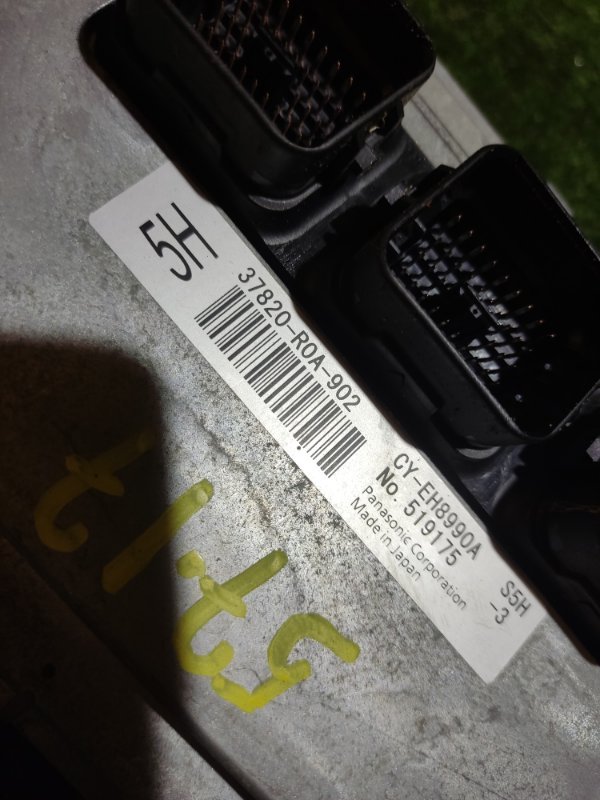 5H
37820-R0A-902
CY-EH8990A
No. 519175
Panasonic Corporation
Made in Japan
S5H
-3